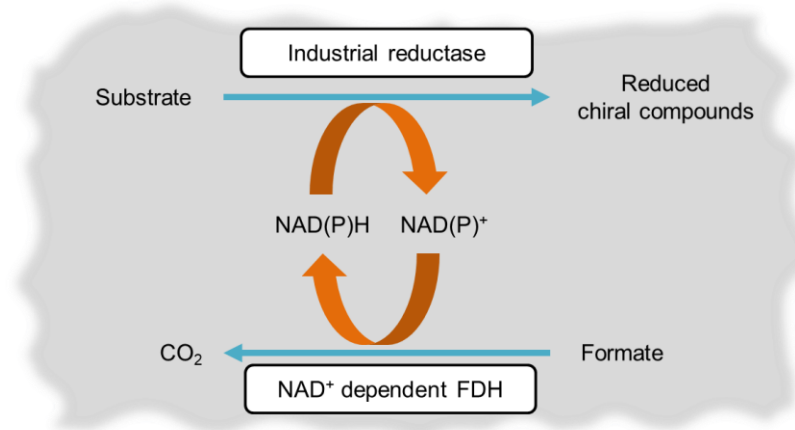 Industrial reductase
Substrate
Reduced
chiral compounds
NAD(P)H
NAD(P)⁺
CO₂
Formate
NAD⁺ dependent FDH